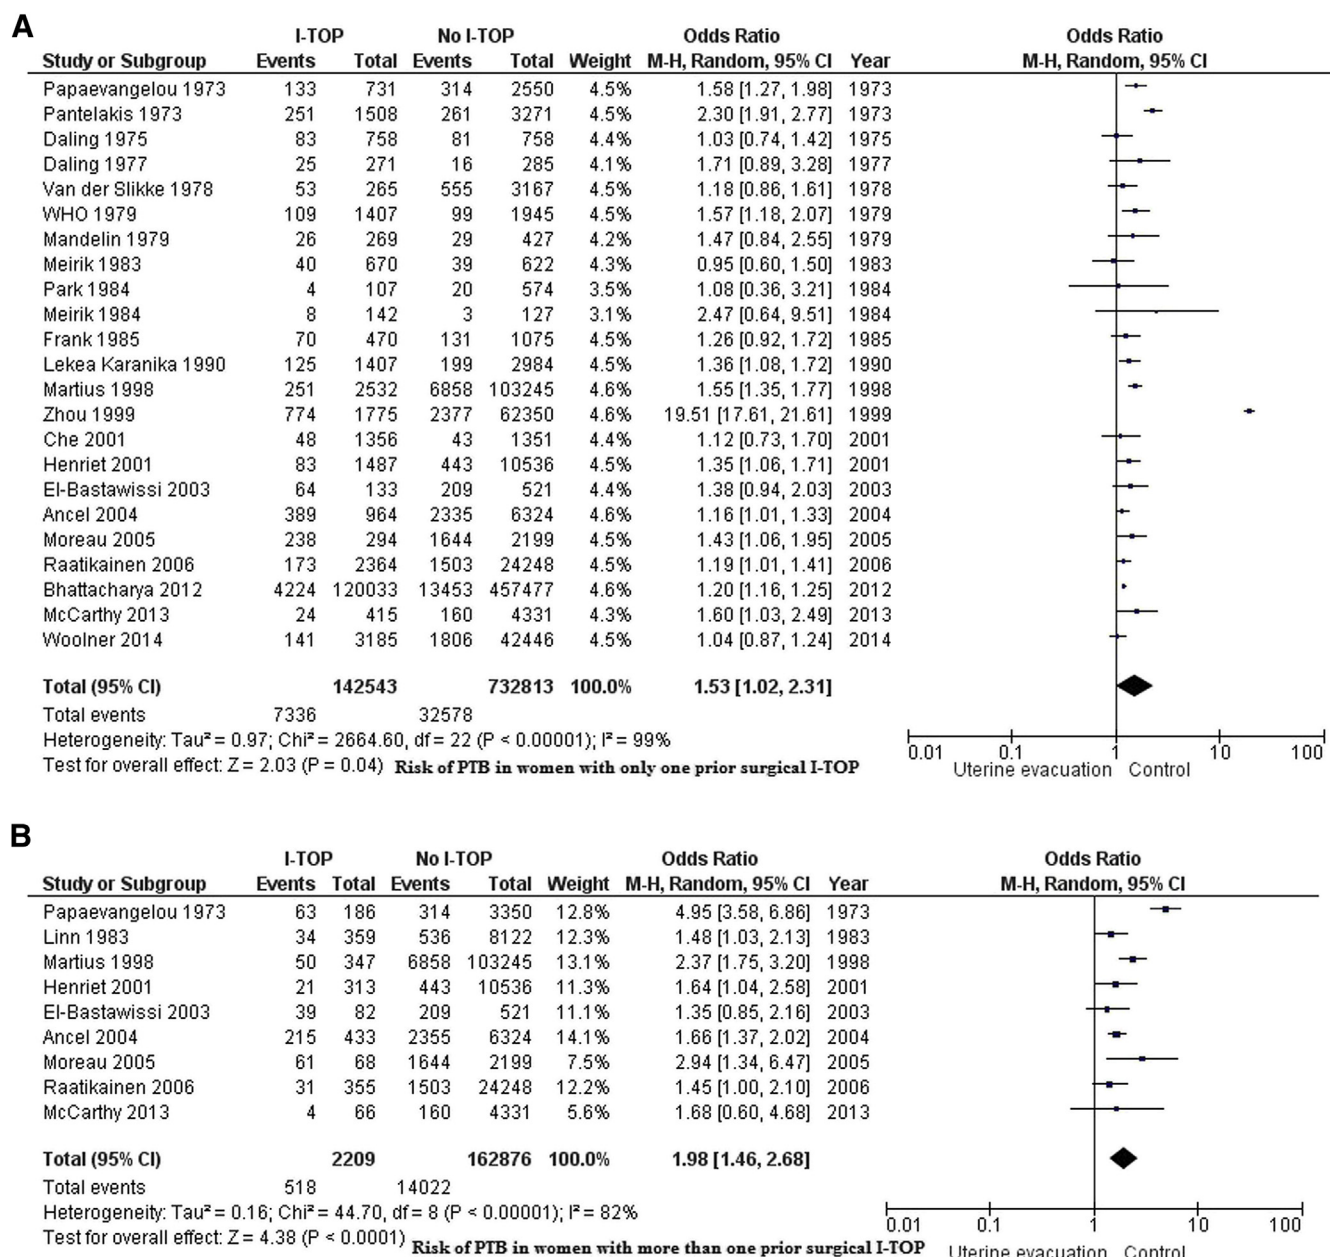 A
I-TOP No I-TOP Odds Ratio Odds Ratio
Study or Subgroup Events Total Events Total Weight M-H, Random, 95% CI Year M-H, Random, 95% CI
Papaevangelou 1973 133 731 314 2550 4.5% 1.58 [1.27, 1.98] 1973
Pantelakis 1973 251 1508 261 3271 4.5% 2.30 [1.91, 2.77] 1973
Daling 1975 83 758 81 758 4.4% 1.03 [0.74, 1.42] 1975
Daling 1977 25 271 16 285 4.1% 1.71 [0.89, 3.28] 1977
Van der Slikke 1978 53 265 555 3167 4.5% 1.18 [0.86, 1.61] 1978
WHO 1979 109 1407 99 1945 4.5% 1.57 [1.18, 2.07] 1979
Mandelin 1979 26 269 29 427 4.2% 1.47 [0.84, 2.55] 1979
Meirik 1983 40 670 39 622 4.3% 0.95 [0.60, 1.50] 1983
Park 1984 4 107 20 574 3.5% 1.08 [0.36, 3.21] 1984
Meirik 1984 8 142 3 127 3.1% 2.47 [0.64, 9.51] 1984
Frank 1985 70 470 131 1075 4.5% 1.26 [0.92, 1.72] 1985
Lekea Karanika 1990 125 1407 199 2984 4.5% 1.36 [1.08, 1.72] 1990
Martius 1998 251 2532 6858 103245 4.6% 1.55 [1.35, 1.77] 1998
Zhou 1999 774 1775 2377 62350 4.6% 19.51 [17.61, 21.61] 1999
Che 2001 48 1356 43 1351 4.4% 1.12 [0.73, 1.70] 2001
Henriet 2001 83 1487 443 10536 4.5% 1.35 [1.06, 1.71] 2001
El-Bastawissi 2003 64 133 209 521 4.4% 1.38 [0.94, 2.03] 2003
Ancel 2004 389 964 2335 6324 4.6% 1.16 [1.01, 1.33] 2004
Moreau 2005 238 294 1644 2199 4.5% 1.43 [1.06, 1.95] 2005
Raatikainen 2006 173 2364 1503 24248 4.5% 1.19 [1.01, 1.41] 2006
Bhattacharya 2012 4224 120033 13453 457477 4.6% 1.20 [1.16, 1.25] 2012
McCarthy 2013 24 415 160 4331 4.3% 1.60 [1.03, 2.49] 2013
Woolner 2014 141 3185 1806 42446 4.5% 1.04 [0.87, 1.24] 2014
Total (95% CI) 142543 732813 100.0% 1.53 [1.02, 2.31]
Total events 7336 32578
Heterogeneity: Tau² = 0.97; Chi² = 2664.60, df = 22 (P < 0.00001); I² = 99%
Test for overall effect: Z = 2.03 (P = 0.04) Risk of PTB in women with only one prior surgical I-TOP
0.01 0.1 1 10 100
Uterine evacuation Control
B
I-TOP No I-TOP Odds Ratio Odds Ratio
Study or Subgroup Events Total Events Total Weight M-H, Random, 95% CI Year M-H, Random, 95% CI
Papaevangelou 1973 63 186 314 3350 12.8% 4.95 [3.58, 6.86] 1973
Linn 1983 34 359 536 8122 12.3% 1.48 [1.03, 2.13] 1983
Martius 1998 50 347 6858 103245 13.1% 2.37 [1.75, 3.20] 1998
Henriet 2001 21 313 443 10536 11.3% 1.64 [1.04, 2.58] 2001
El-Bastawissi 2003 39 82 209 521 11.1% 1.35 [0.85, 2.16] 2003
Ancel 2004 215 433 2355 6324 14.1% 1.66 [1.37, 2.02] 2004
Moreau 2005 61 68 1644 2199 7.5% 2.94 [1.34, 6.47] 2005
Raatikainen 2006 31 355 1503 24248 12.2% 1.45 [1.00, 2.10] 2006
McCarthy 2013 4 66 160 4331 5.6% 1.68 [0.60, 4.68] 2013
Total (95% CI) 2209 162876 100.0% 1.98 [1.46, 2.68]
Total events 518 14022
Heterogeneity: Tau² = 0.16; Chi² = 44.70, df = 8 (P < 0.00001); I² = 82%
Test for overall effect: Z = 4.38 (P < 0.0001) Risk of PTB in women with more than one prior surgical I-TOP
0.01 0.1 1 10 100
Uterine evacuation Control